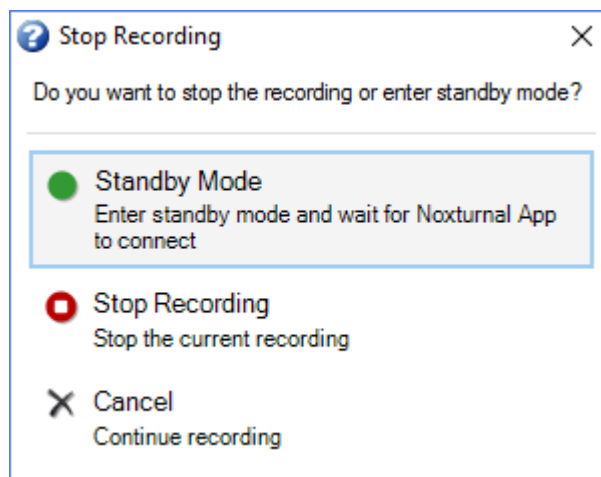 Stop Recording
Do you want to stop the recording or enter standby mode?
Standby Mode
Enter standby mode and wait for Noxturnal App
to connect
Stop Recording
Stop the current recording
Cancel
Continue recording